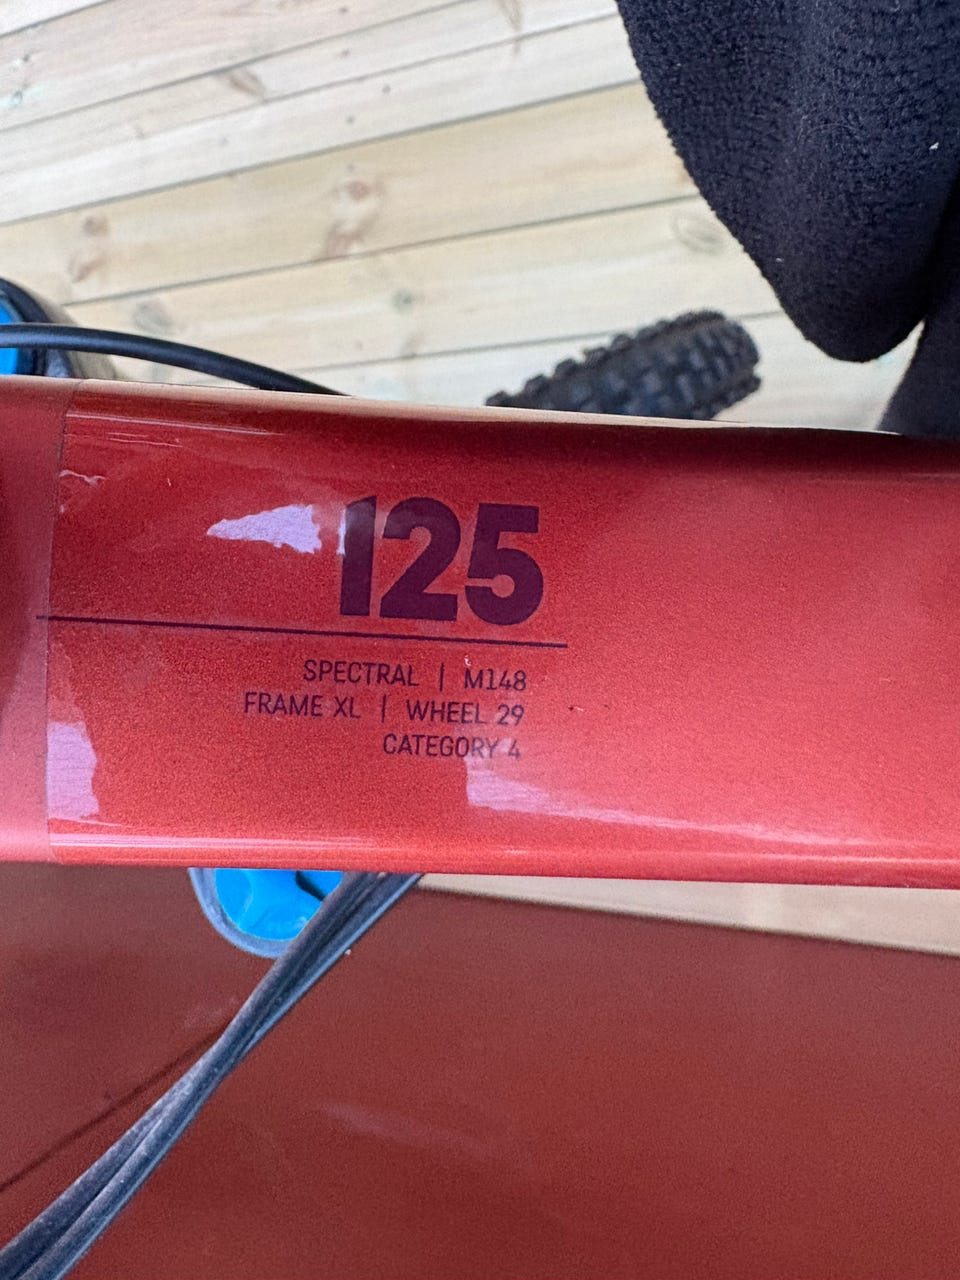 125
SPECTRAL | M148
FRAME XL | WHEEL 29
CATEGORY 4